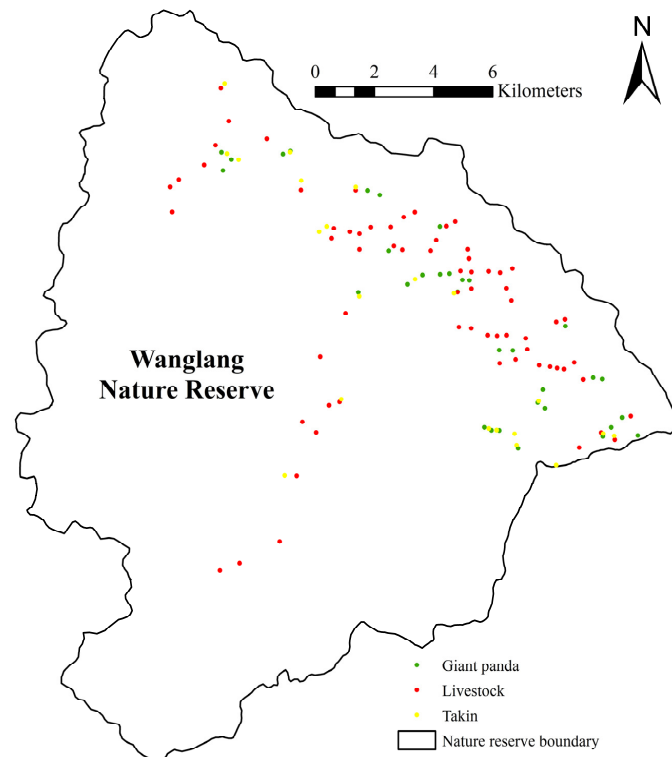 N
0 2 4 6
Kilometers
Wanglang
Nature Reserve
Giant panda
Livestock
Takin
Nature reserve boundary